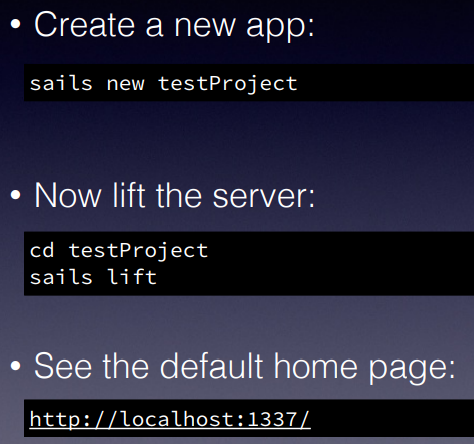 • Create a new app:
sails new testProject
• Now lift the server:
cd testProject
sails lift
• See the default home page:
http://localhost:1337/